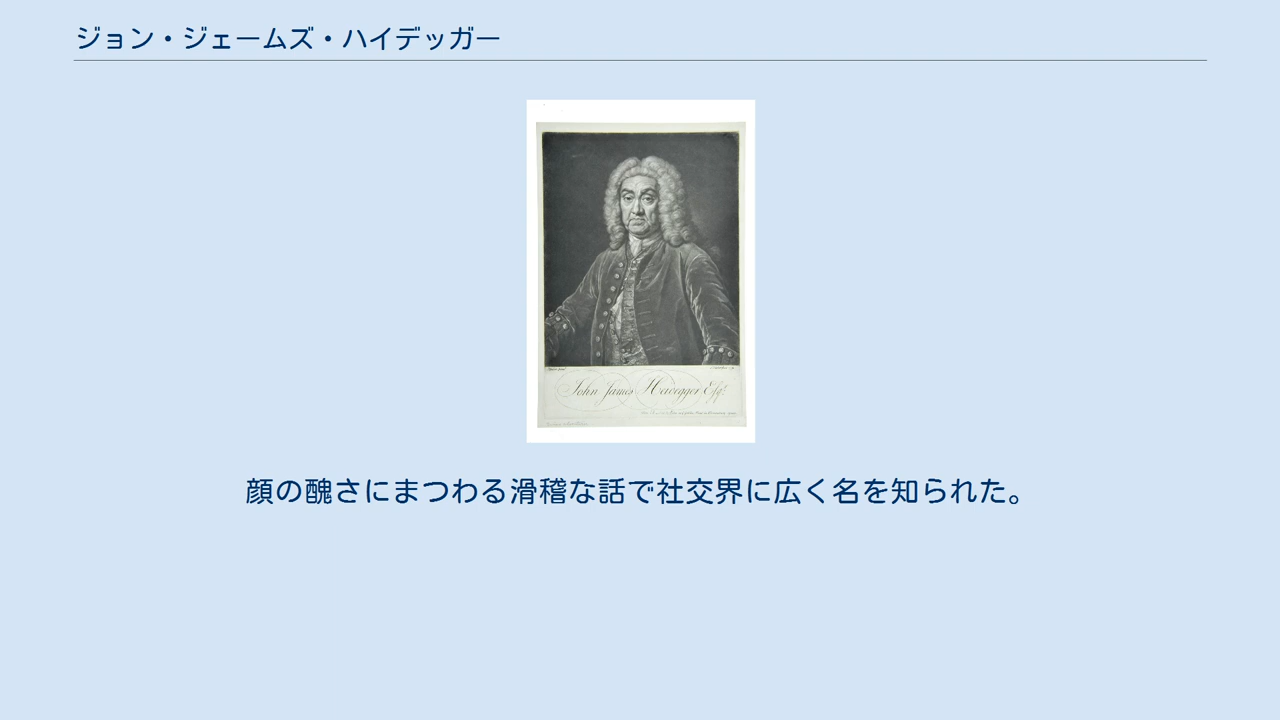 ジョン・ジェームズ・ハイデッガー
John James Heidegger Esqr.
顔の醜さにまつわる滑稽な話で社交界に広く名を知られた。